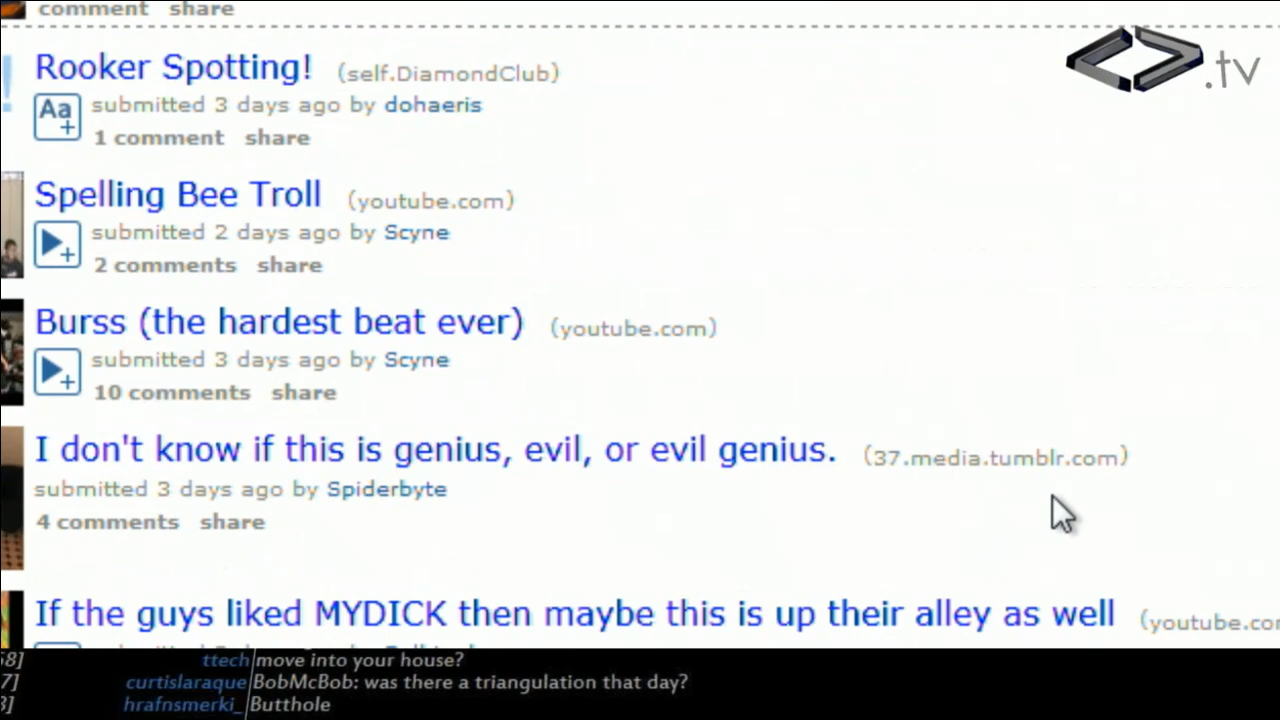 comment share
Rooker Spotting! (self.DiamondClub)
submitted 3 days ago by dohaeris
1 comment share
Spelling Bee Troll (youtube.com)
submitted 2 days ago by Scyne
2 comments share
Burss (the hardest beat ever) (youtube.com)
submitted 3 days ago by Scyne
10 comments share
I don't know if this is genius, evil, or evil genius. (37.media.tumblr.com)
submitted 3 days ago by Spiderbyte
4 comments share
If the guys liked MYDICK then maybe this is up their alley as well (youtube.co
58] ttech move into your house?
7] curtislaraque BobMcBob: was there a triangulation that day?
3] hrafnsmerki_ Butthole
.tv
Aa+